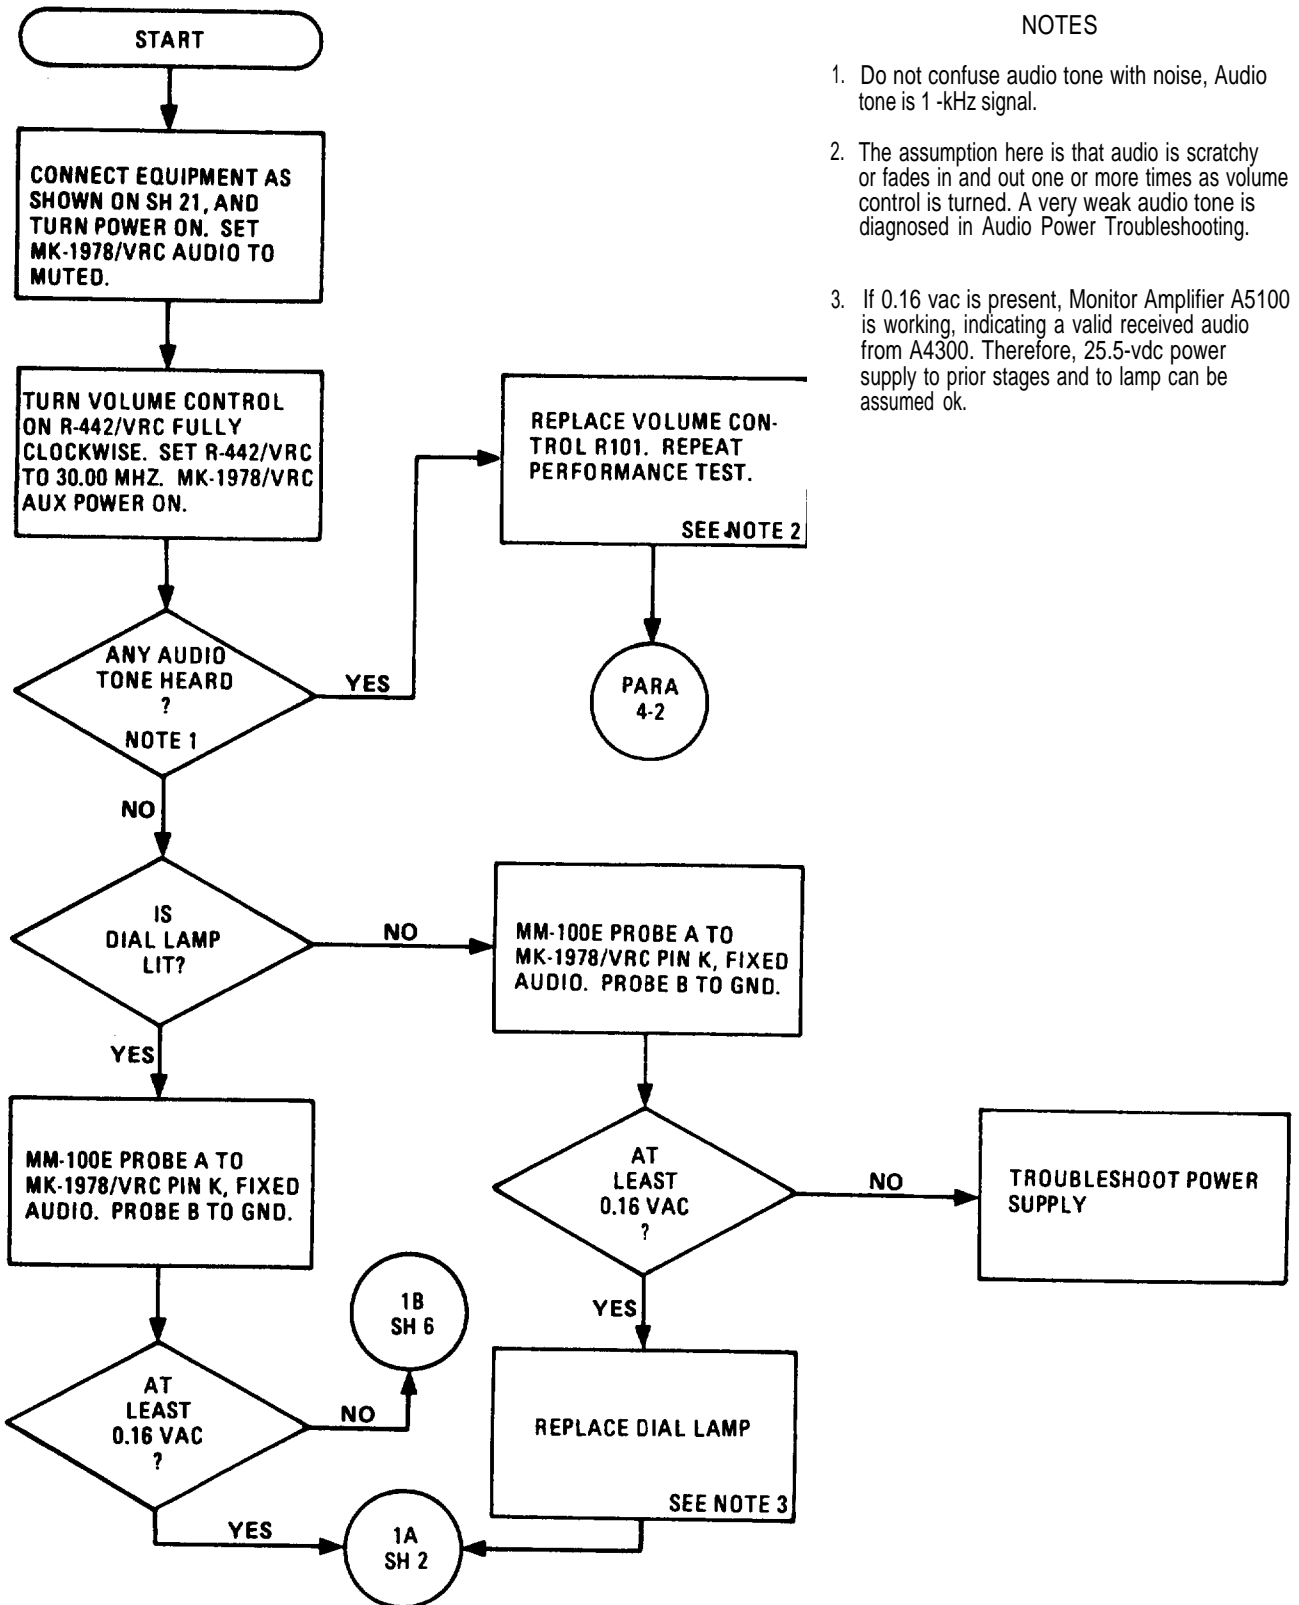 START
CONNECT EQUIPMENT AS
SHOWN ON SH 21, AND
TURN POWER ON. SET
MK-1978/VRC AUDIO TO
MUTED.
TURN VOLUME CONTROL
ON R-442/VRC FULLY
CLOCKWISE. SET R-442/VRC
TO 30.00 MHZ. MK-1978/VRC
AUX POWER ON.
ANY AUDIO
TONE HEARD
?
NOTE 1
YES
REPLACE VOLUME CON-
TROL R101. REPEAT
PERFORMANCE TEST.
SEE NOTE 2
PARA
4-2
NO
IS
DIAL LAMP
LIT?
NO
MM-100E PROBE A TO
MK-1978/VRC PIN K, FIXED
AUDIO. PROBE B TO GND.
YES
MM-100E PROBE A TO
MK-1978/VRC PIN K, FIXED
AUDIO. PROBE B TO GND.
AT
LEAST
0.16 VAC
?
NO
TROUBLESHOOT POWER
SUPPLY
YES
REPLACE DIAL LAMP
SEE NOTE 3
AT
LEAST
0.16 VAC
?
NO
1B
SH 6
YES
1A
SH 2
NOTES
1. Do not confuse audio tone with noise, Audio
tone is 1 -kHz signal.
2. The assumption here is that audio is scratchy
or fades in and out one or more times as volume
control is turned. A very weak audio tone is
diagnosed in Audio Power Troubleshooting.
3. If 0.16 vac is present, Monitor Amplifier A5100
is working, indicating a valid received audio
from A4300. Therefore, 25.5-vdc power
supply to prior stages and to lamp can be
assumed ok.